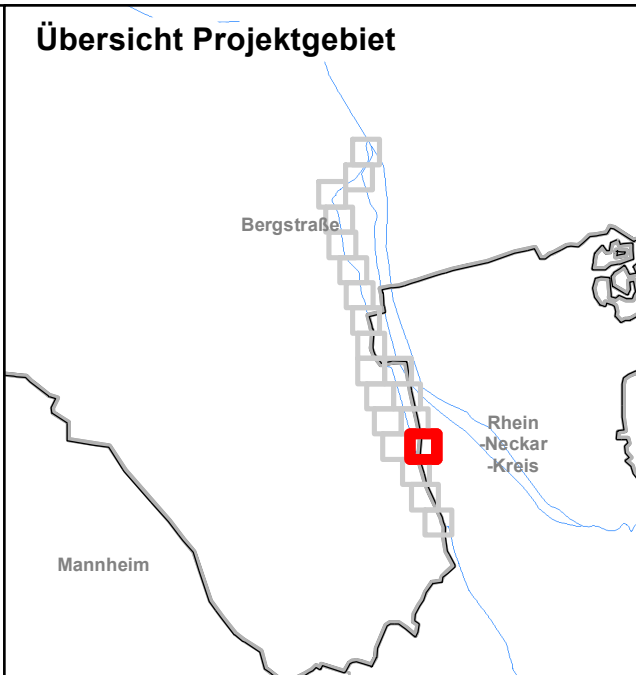 Übersicht Projektgebiet
Bergstraße
Rhein
-Neckar
-Kreis
Mannheim